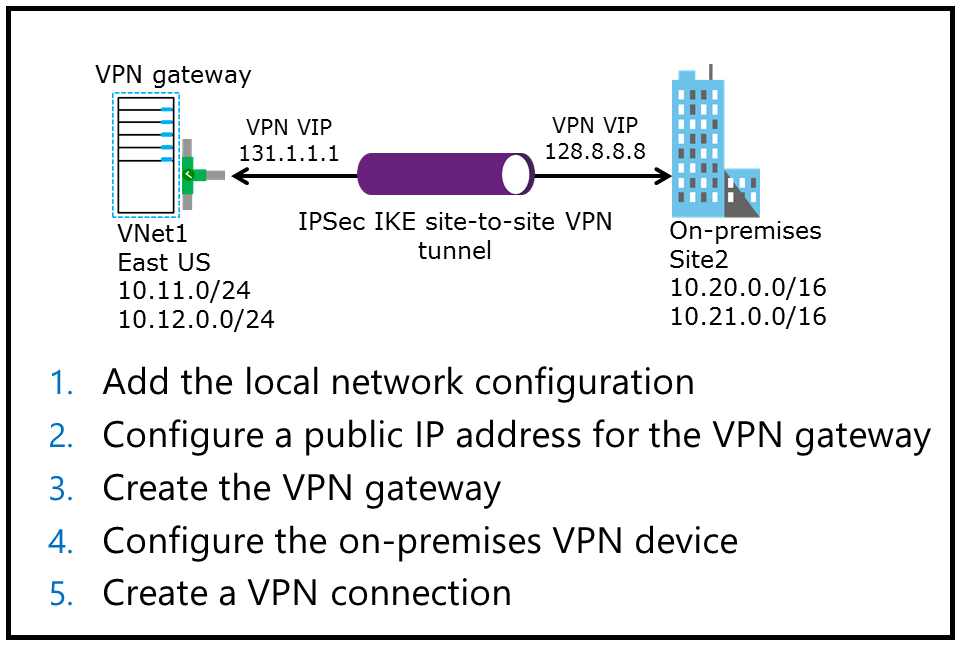 VPN gateway
VPN VIP
131.1.1.1
VPN VIP
128.8.8.8
IPSec IKE site-to-site VPN
tunnel
VNet1
East US
10.11.0/24
10.12.0.0/24
On-premises
Site2
10.20.0.0/16
10.21.0.0/16
1. Add the local network configuration
2. Configure a public IP address for the VPN gateway
3. Create the VPN gateway
4. Configure the on-premises VPN device
5. Create a VPN connection